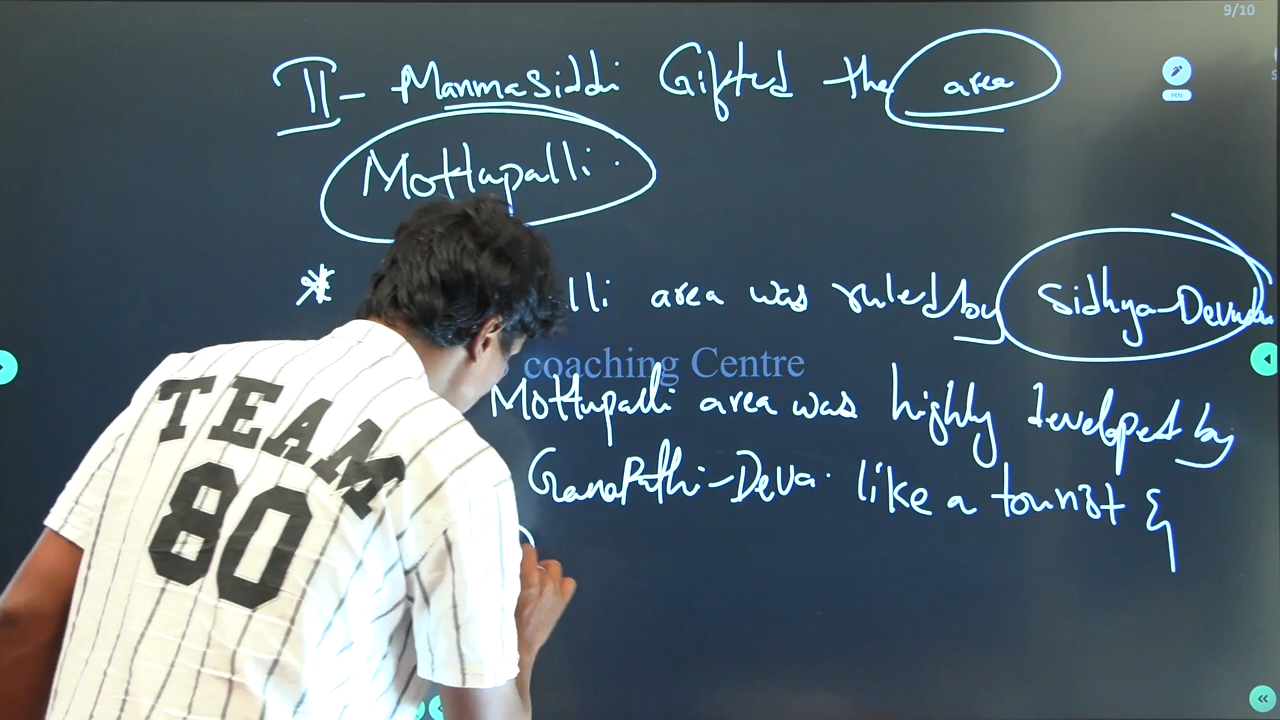 9/10
II - Manmasiddi Gifted the area
Mottupalli.
* lli area was ruled by Sidhya-Devudu
coaching Centre
Mottupalli area was highly developed by
GanaPathi-Deva. like a tourist &
PEN
TEAM
80